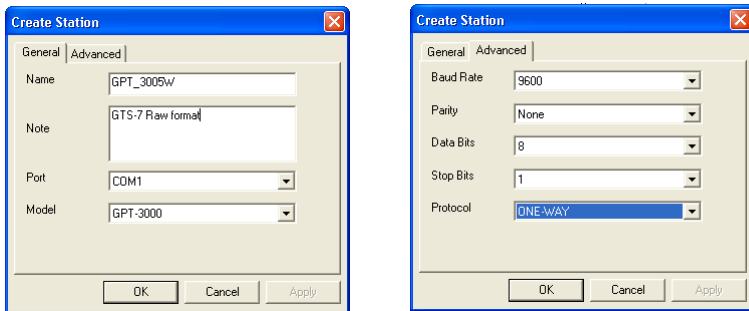 Create Station
General Advanced
Name GPT_3005W
Note GTS-7 Raw format
Port COM1
Model GPT-3000
OK Cancel Apply
Create Station
General Advanced
Baud Rate 9600
Parity None
Data Bits 8
Stop Bits 1
Protocol ONE-WAY
OK Cancel Apply